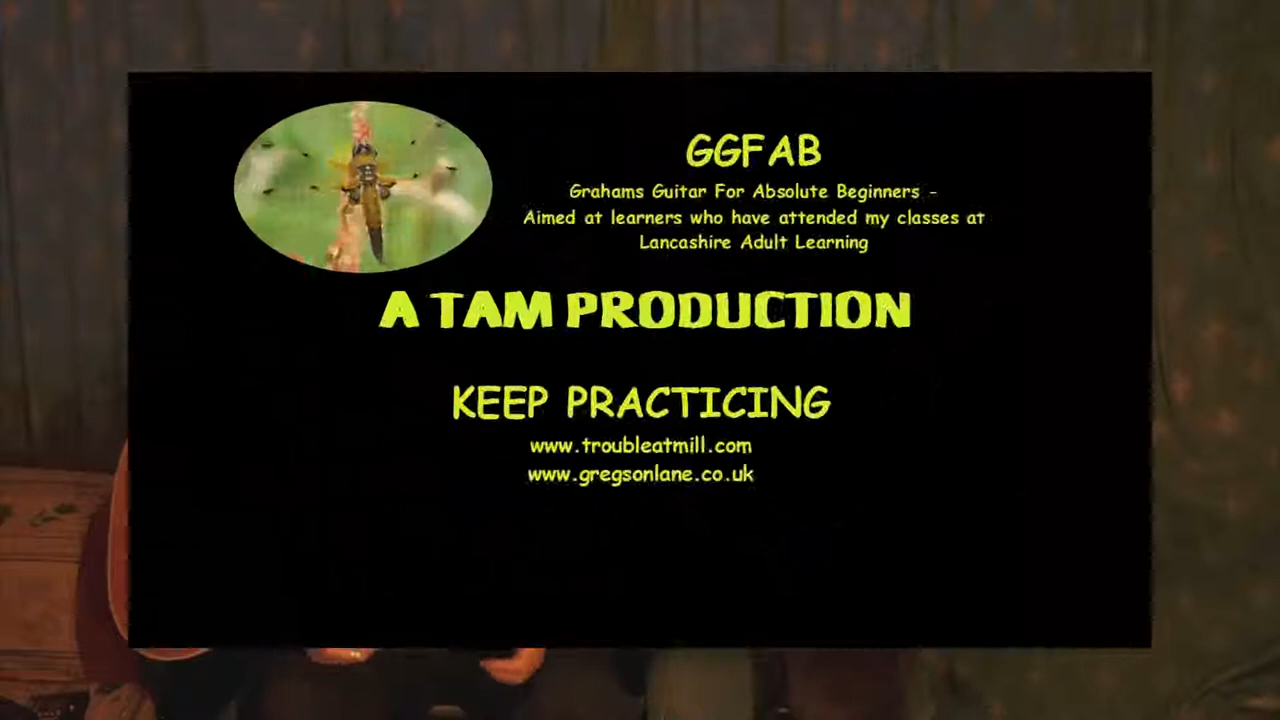 GGFAB
Grahams Guitar For Absolute Beginners -
Aimed at learners who have attended my classes at
Lancashire Adult Learning
A TAM PRODUCTION
KEEP PRACTICING
www.troubleatmill.com
www.gregsonlane.co.uk